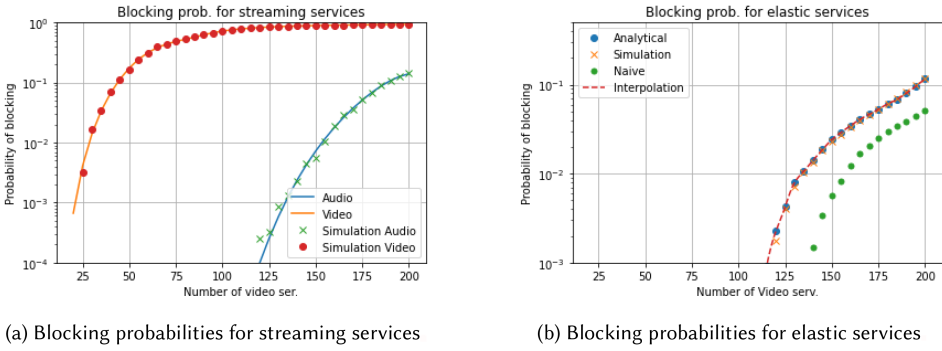 Blocking prob. for streaming services
10⁰
10⁻¹
10⁻²
10⁻³
10⁻⁴
Probability of blocking
Audio
Video
Simulation Audio
Simulation Video
25 50 75 100 125 150 175 200
Number of video ser.
(a) Blocking probabilities for streaming services
Blocking prob. for elastic services
Analytical
Simulation
Naive
Interpolation
10⁻¹
10⁻²
10⁻³
Probability of blocking
25 50 75 100 125 150 175 200
Number of Video serv.
(b) Blocking probabilities for elastic services